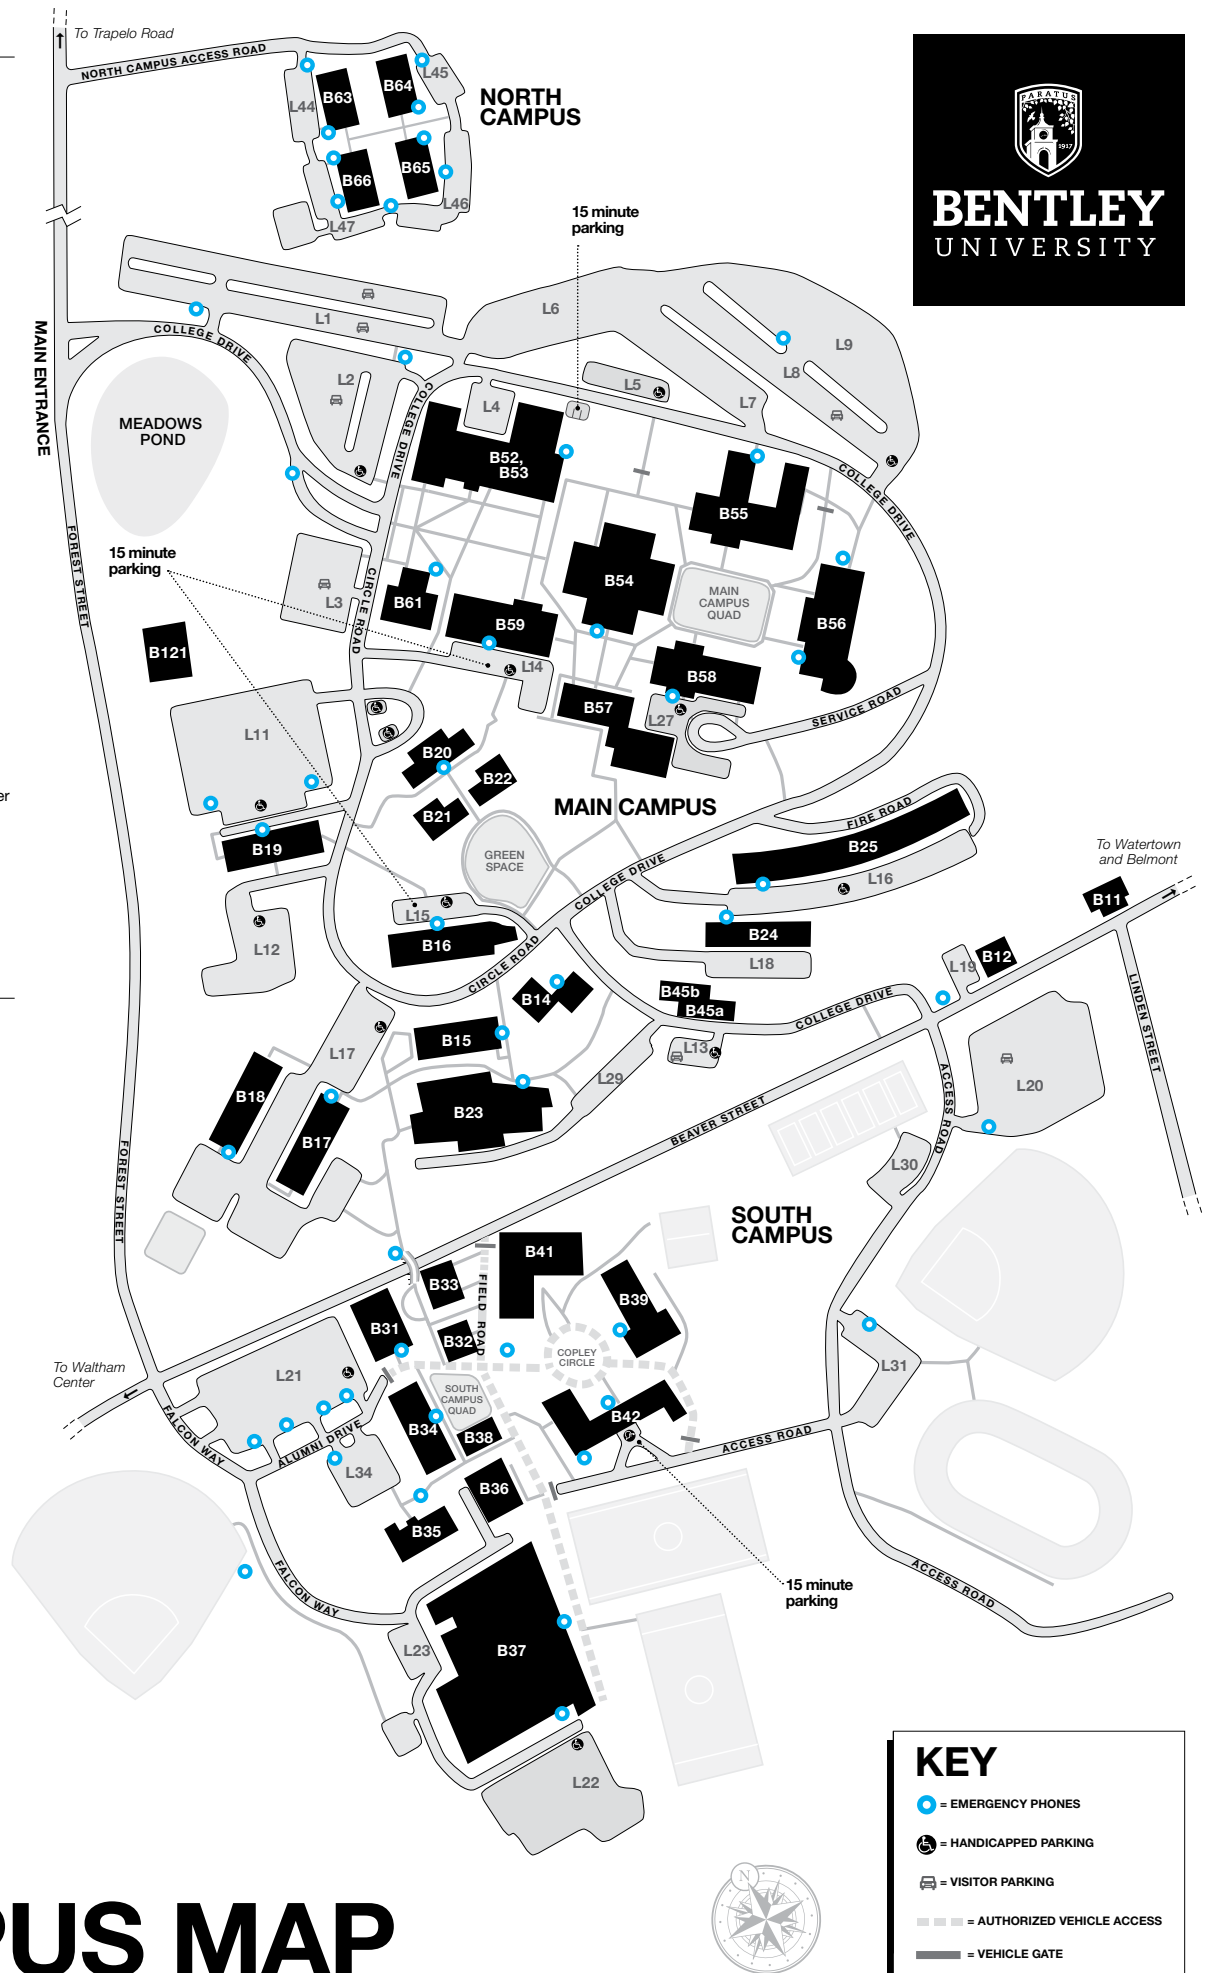 To Trapelo Road
NORTH CAMPUS ACCESS ROAD
L44
B63
B64
L45
NORTH
CAMPUS
B66
B65
L46
L47
PARATUS
1917
BENTLEY
UNIVERSITY
15 minute
parking
MAIN ENTRANCE
COLLEGE DRIVE
L1
L6
L9
L8
L2
L5
L7
L4
COLLEGE DRIVE
MEADOWS
POND
B52,
B53
COLLEGE DRIVE
B55
FOREST STREET
15 minute
parking
L3
CIRCLE ROAD
B61
B59
B54
MAIN
CAMPUS
QUAD
B56
B121
L14
B58
B57
L27
SERVICE ROAD
L11
B20
B22
B21
MAIN CAMPUS
er
FIRE ROAD
B25
B19
GREEN
SPACE
COLLEGE DRIVE
L16
To Watertown
and Belmont
B11
L15
B16
B24
L12
CIRCLE ROAD
L18
L19
B12
B14
B45b
B45a
COLLEGE DRIVE
LINDEN STREET
B15
L13
L17
L29
L20
B18
B23
ACCESS ROAD
B17
BEAVER STREET
FOREST STREET
L30
SOUTH
CAMPUS
B41
B33
FIELD ROAD
B39
B31
B32
COPLEY
CIRCLE
L31
To Waltham
Center
L21
SOUTH
CAMPUS
QUAD
FALCON WAY
ALUMNI DRIVE
B34
B38
B42
ACCESS ROAD
L34
B36
B35
FALCON WAY
ACCESS ROAD
15 minute
parking
B37
L23
L22
KEY
= EMERGENCY PHONES
= HANDICAPPED PARKING
= VISITOR PARKING
= AUTHORIZED VEHICLE ACCESS
= VEHICLE GATE
N
PUS MAP